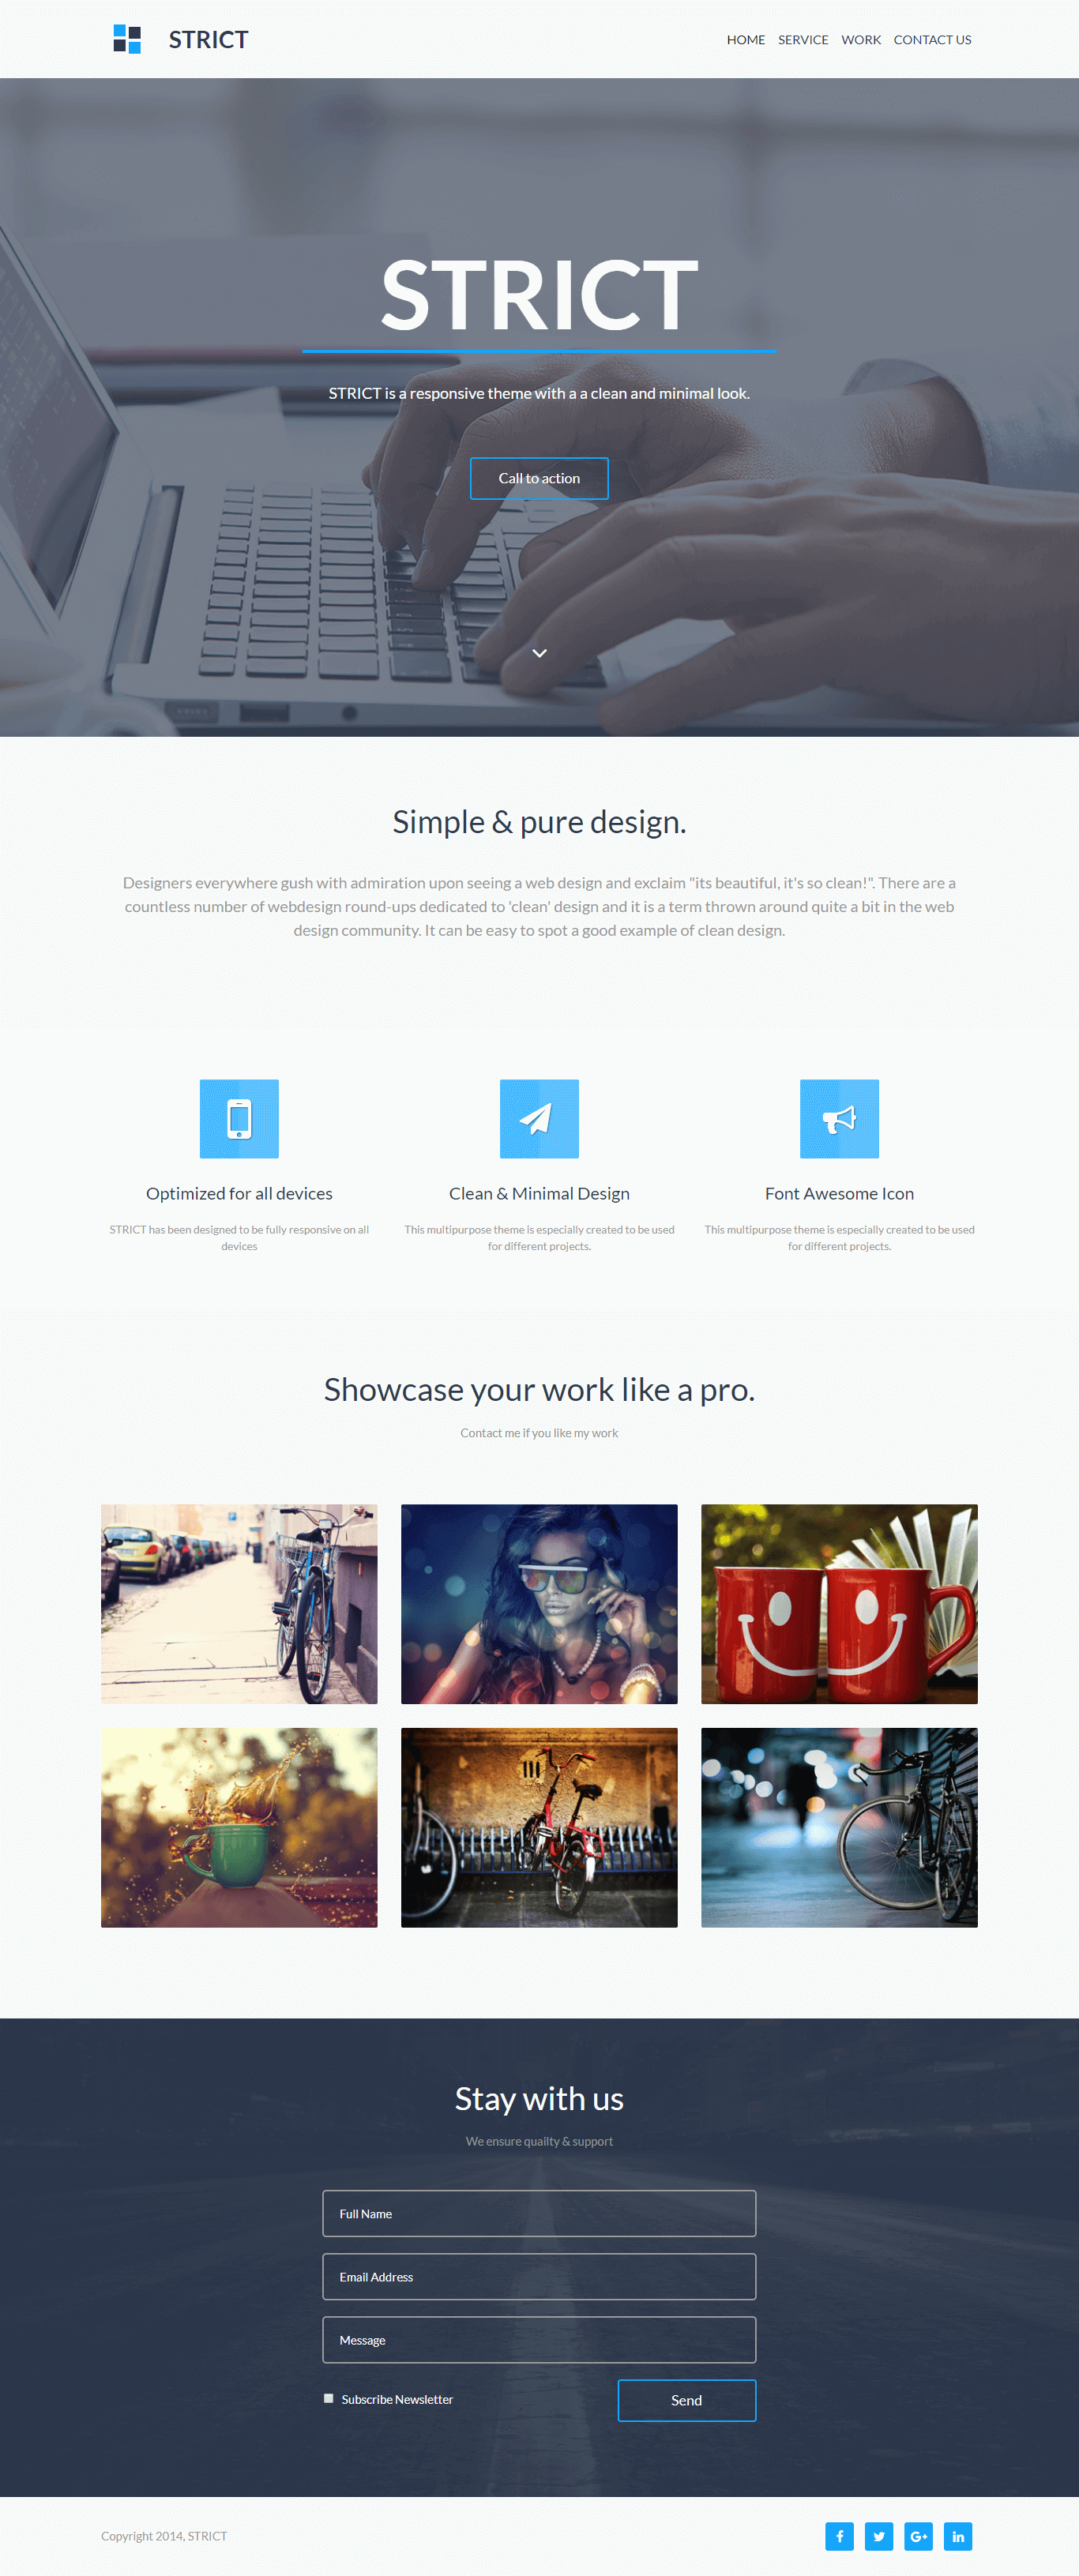 STRICT
HOME SERVICE WORK CONTACT US
STRICT
STRICT is a responsive theme with a a clean and minimal look.
Call to action
Simple & pure design.
Designers everywhere gush with admiration upon seeing a web design and exclaim "its beautiful, it's so clean!". There are a
countless number of webdesign round-ups dedicated to 'clean' design and it is a term thrown around quite a bit in the web
design community. It can be easy to spot a good example of clean design.
Optimized for all devices
STRICT has been designed to be fully responsive on all
devices
Clean & Minimal Design
This multipurpose theme is especially created to be used
for different projects.
Font Awesome Icon
This multipurpose theme is especially created to be used
for different projects.
Showcase your work like a pro.
Contact me if you like my work
Stay with us
We ensure quailty & support
Full Name
Email Address
Message
Subscribe Newsletter
Send
Copyright 2014, STRICT